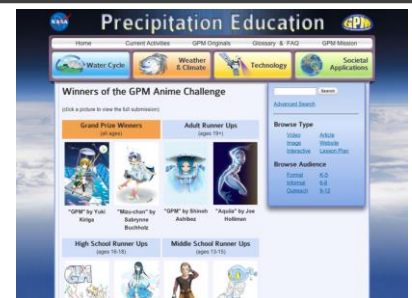 NASA
Precipitation Education
GPM
Home Current Activities GPM Originals Glossary & FAQ GPM Mission
Water Cycle
Weather
& Climate
Technology
Societal
Applications
Winners of the GPM Anime Challenge
(click a picture to view the full submission)
Grand Prize Winners
(all ages)
Adult Runner Ups
(ages 19+)
"GPM" by Yuki
Kiriga
"Mizu-chan" by
Sabrynne
Buchholz
"GPM" by Shinoh
"Aquila" by Joe
High School Runner Ups
(ages 16-18)
Middle School Runner Ups
(ages 13-15)
Search
Advanced Search
Browse Type
Video Article
Image Website
Interactive Lesson Plan
Browse Audience
Formal K-5
Informal 6-8
Outreach 9-12